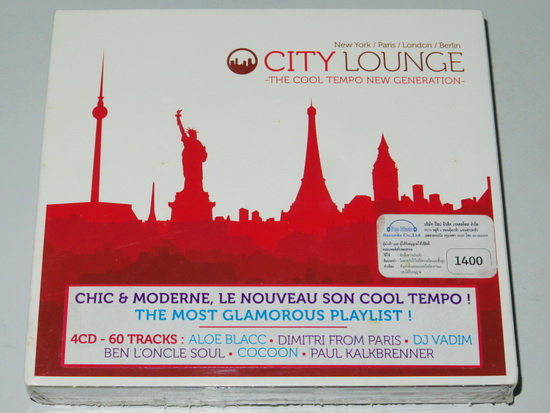 New York / Paris / London / Berlin
CITY LOUNGE
-THE COOL TEMPO NEW GENERATION-
1400
CHIC & MODERNE, LE NOUVEAU SON COOL TEMPO !
THE MOST GLAMOROUS PLAYLIST !
4CD - 60 TRACKS : ALOE BLACC • DIMITRI FROM PARIS • DJ VADIM
BEN L'ONCLE SOUL • COCOON • PAUL KALKBRENNER